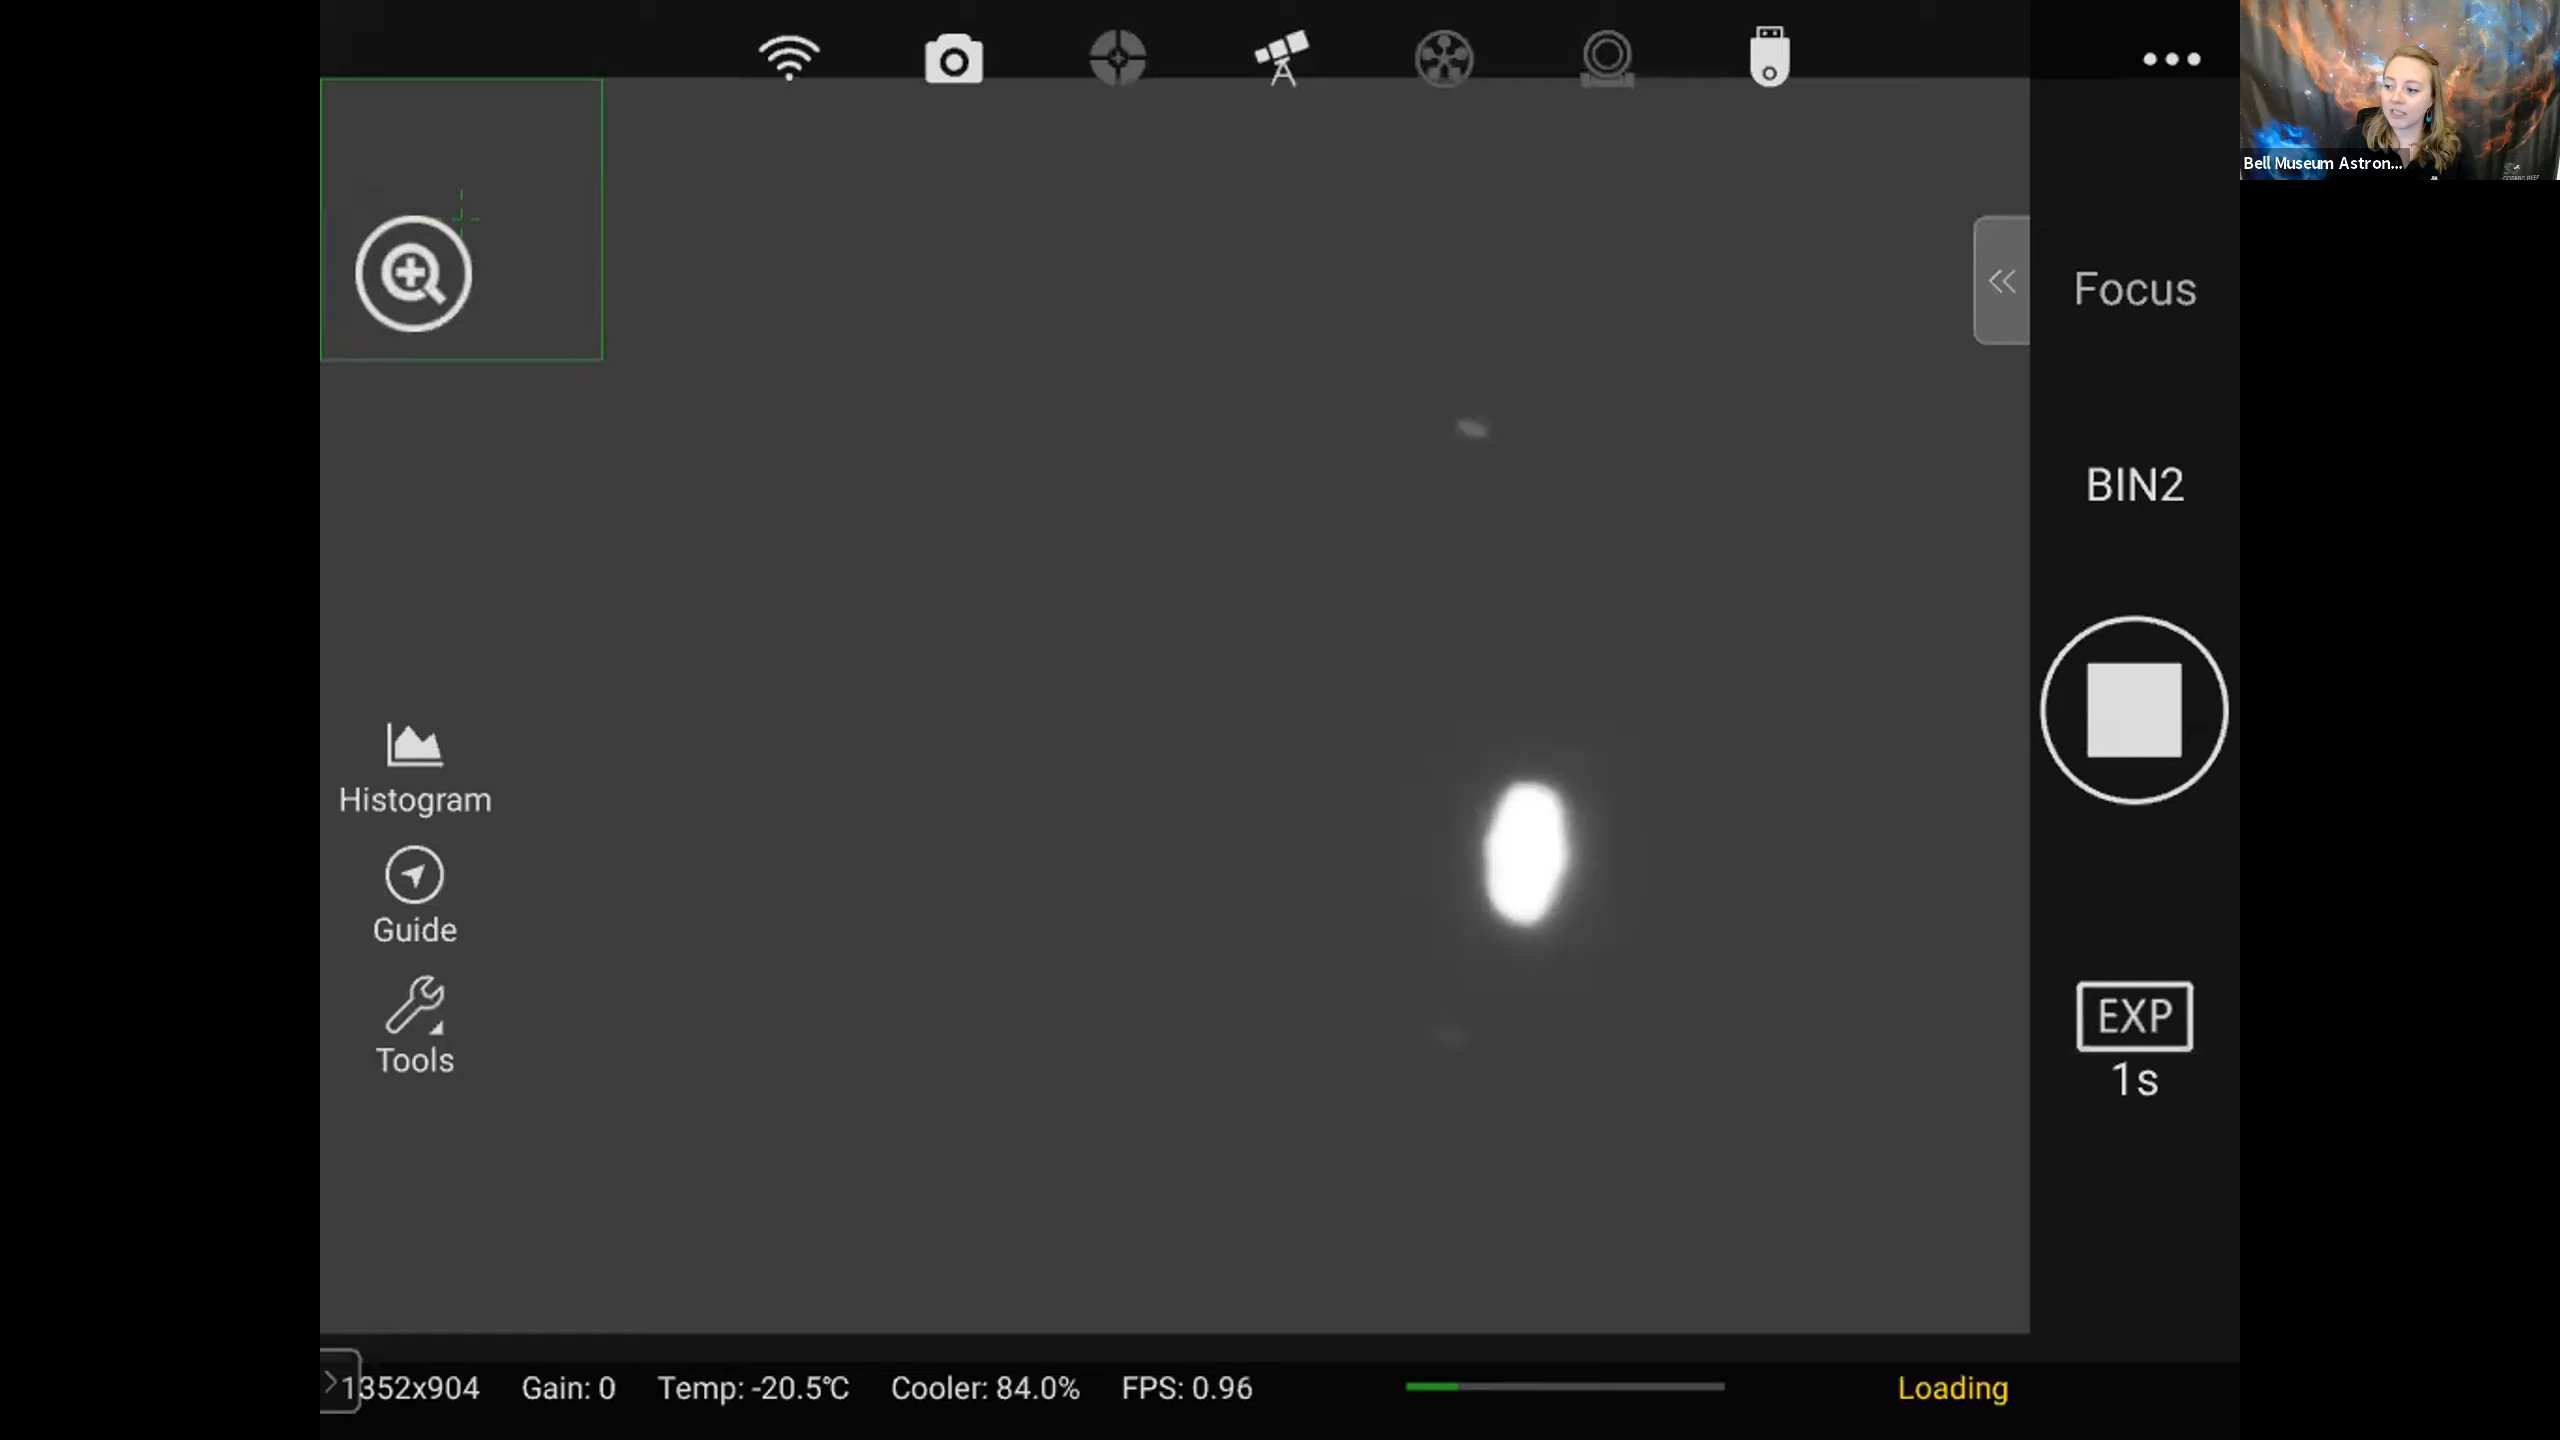 Bell Museum Astron...
Focus
BIN2
Histogram
Guide
Tools
EXP
1s
1352x904 Gain: 0 Temp: -20.5℃ Cooler: 84.0% FPS: 0.96 Loading